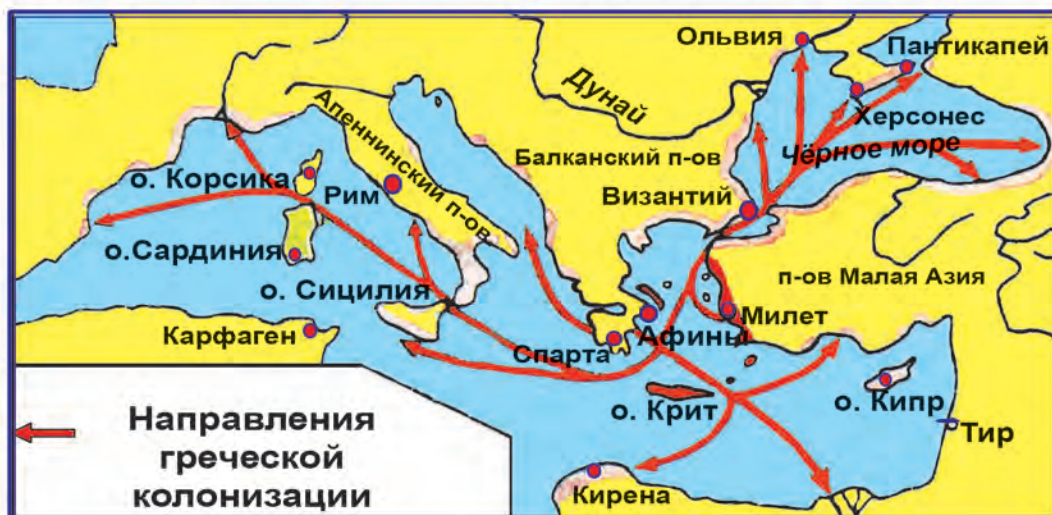 Ольвия
Пантикапей
Дунай
Апеннинский п-ов
Херсонес
Чёрное море
Балканский п-ов
о. Корсика
Рим
Византий
о.Сардиния
п-ов Малая Азия
о. Сицилия
Милет
Карфаген
Афины
Спарта
о. Крит
о. Кипр
Тир
Кирена
Направления
греческой
колонизации